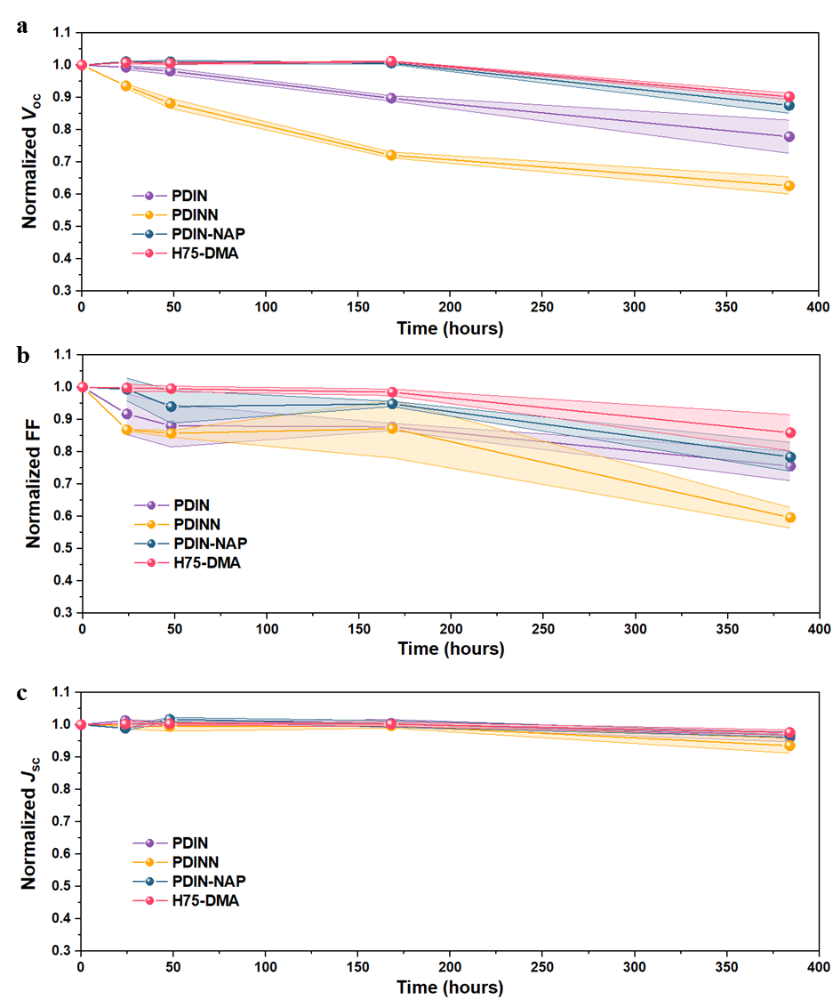 a
1.1
1.0
0.9
0.8
0.7
0.6
0.5
0.4
0.3
Normalized Voc
PDIN
PDINN
PDIN-NAP
H75-DMA
0 50 100 150 200 250 300 350 400
Time (hours)
b
1.1
1.0
0.9
0.8
0.7
0.6
0.5
0.4
0.3
Normalized FF
PDIN
PDINN
PDIN-NAP
H75-DMA
0 50 100 150 200 250 300 350 400
Time (hours)
c
1.1
1.0
0.9
0.8
0.7
0.6
0.5
0.4
0.3
Normalized Jsc
PDIN
PDINN
PDIN-NAP
H75-DMA
0 50 100 150 200 250 300 350 400
Time (hours)